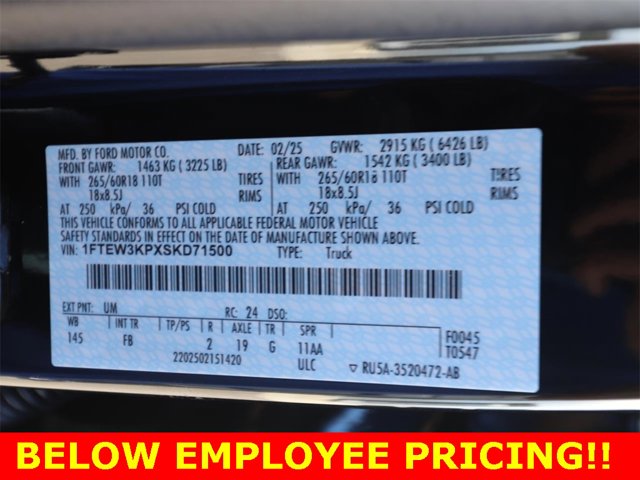 MFD. BY FORD MOTOR CO. DATE: 02/25 GVWR: 2915 KG (6426 LB)
FRONT GAWR: 1463 KG (3225 LB) REAR GAWR: 1542 KG (3400 LB)
WITH 265/60R18 110T TIRES WITH 265/60R18 110T TIRES
18x8.5J RIMS 18x8.5J RIMS
AT 250 kPa/ 36 PSI COLD AT 250 kPa/ 36 PSI COLD
THIS VEHICLE CONFORMS TO ALL APPLICABLE FEDERAL MOTOR VEHICLE
SAFETY STANDARDS IN EFFECT ON THE DATE OF MANUFACTURE SHOWN ABOVE.
VIN: 1FTEW3KPXSKD71500 TYPE: Truck
EXT PNT: UM RC: 24 DSO:
WB INT TR TP/PS R AXLE TR SPR F0045
145 FB 2 19 G 11AA T0547
2202502151420 ULC ▽ RU5A-3520472-AB
BELOW EMPLOYEE PRICING!!